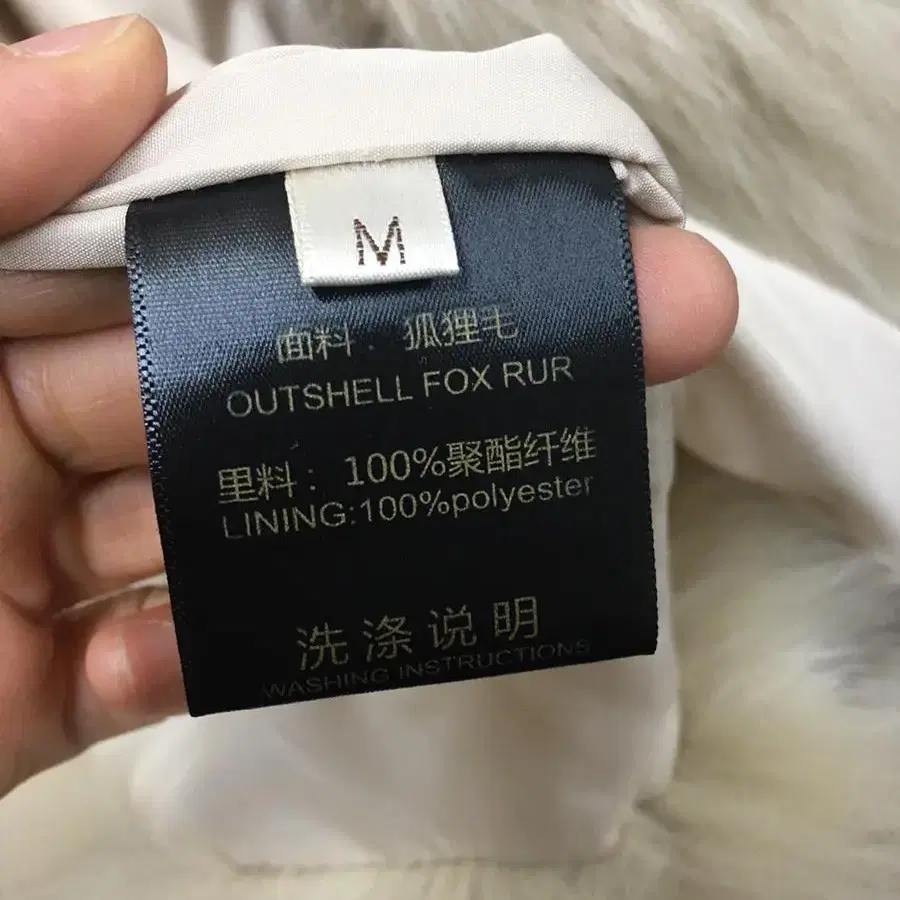 M
面料: 狐狸毛
OUTSHELL FOX RUR
里料: 100%聚酯纤维
LINING:100%polyester
洗涤说明
WASHING INSTRUCTIONS